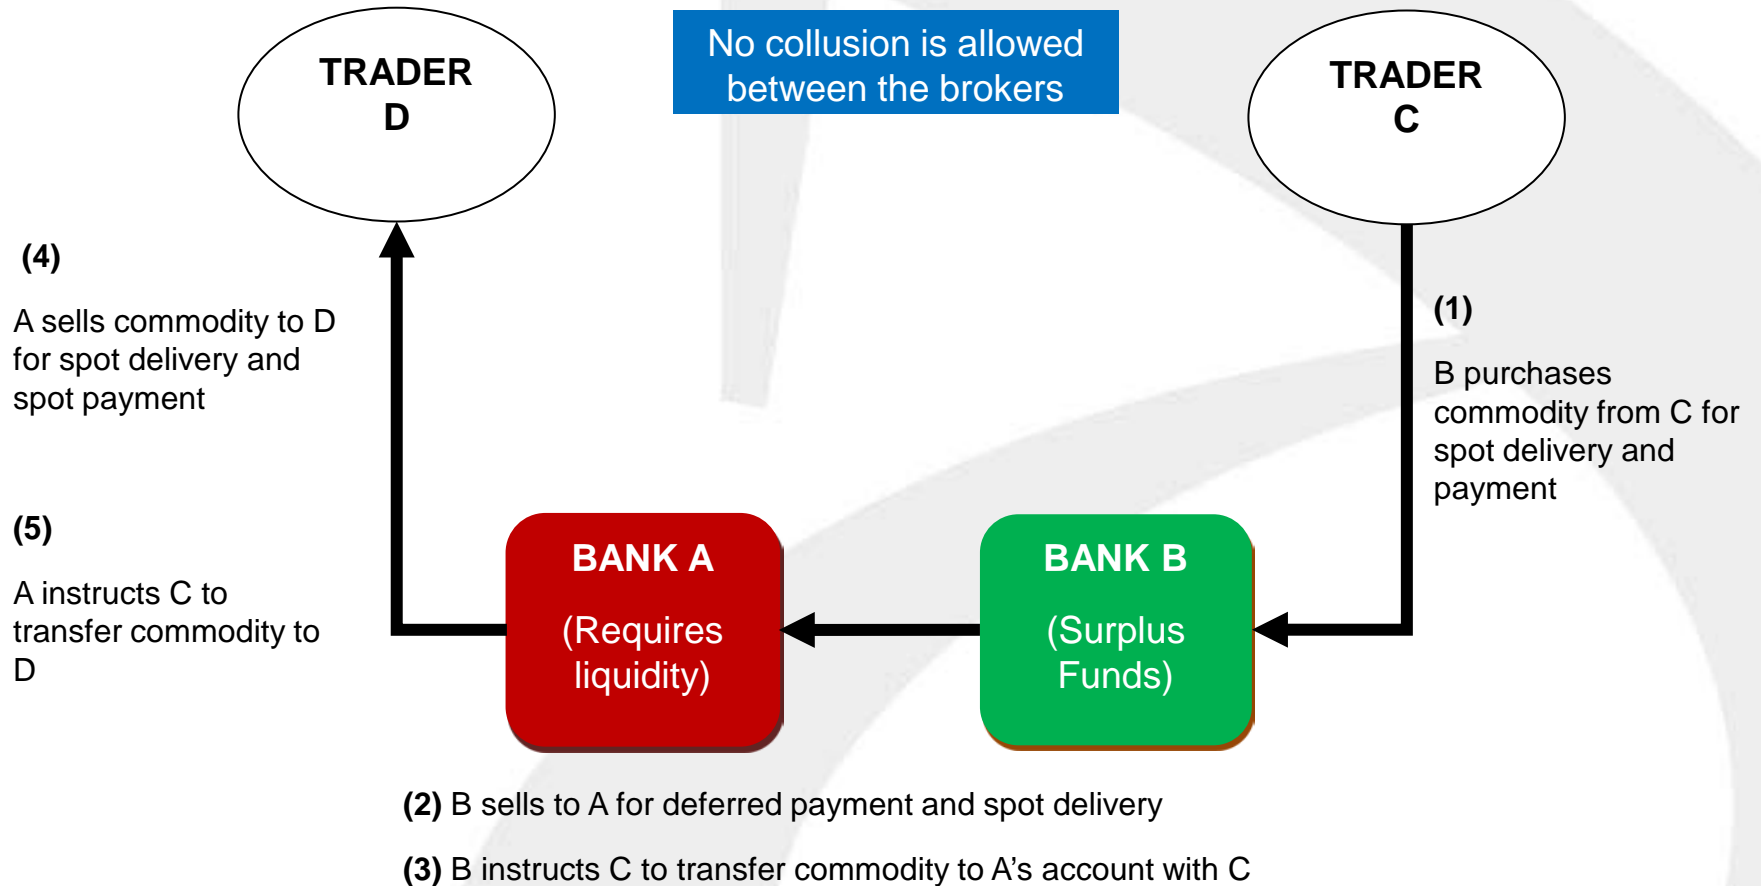 No collusion is allowed
between the brokers
TRADER
D
TRADER
C
(4)
A sells commodity to D
for spot delivery and
spot payment
(1)
B purchases
commodity from C for
spot delivery and
payment
(5)
A instructs C to
transfer commodity to
D
BANK A
(Requires
liquidity)
BANK B
(Surplus
Funds)
(2) B sells to A for deferred payment and spot delivery
(3) B instructs C to transfer commodity to A's account with C